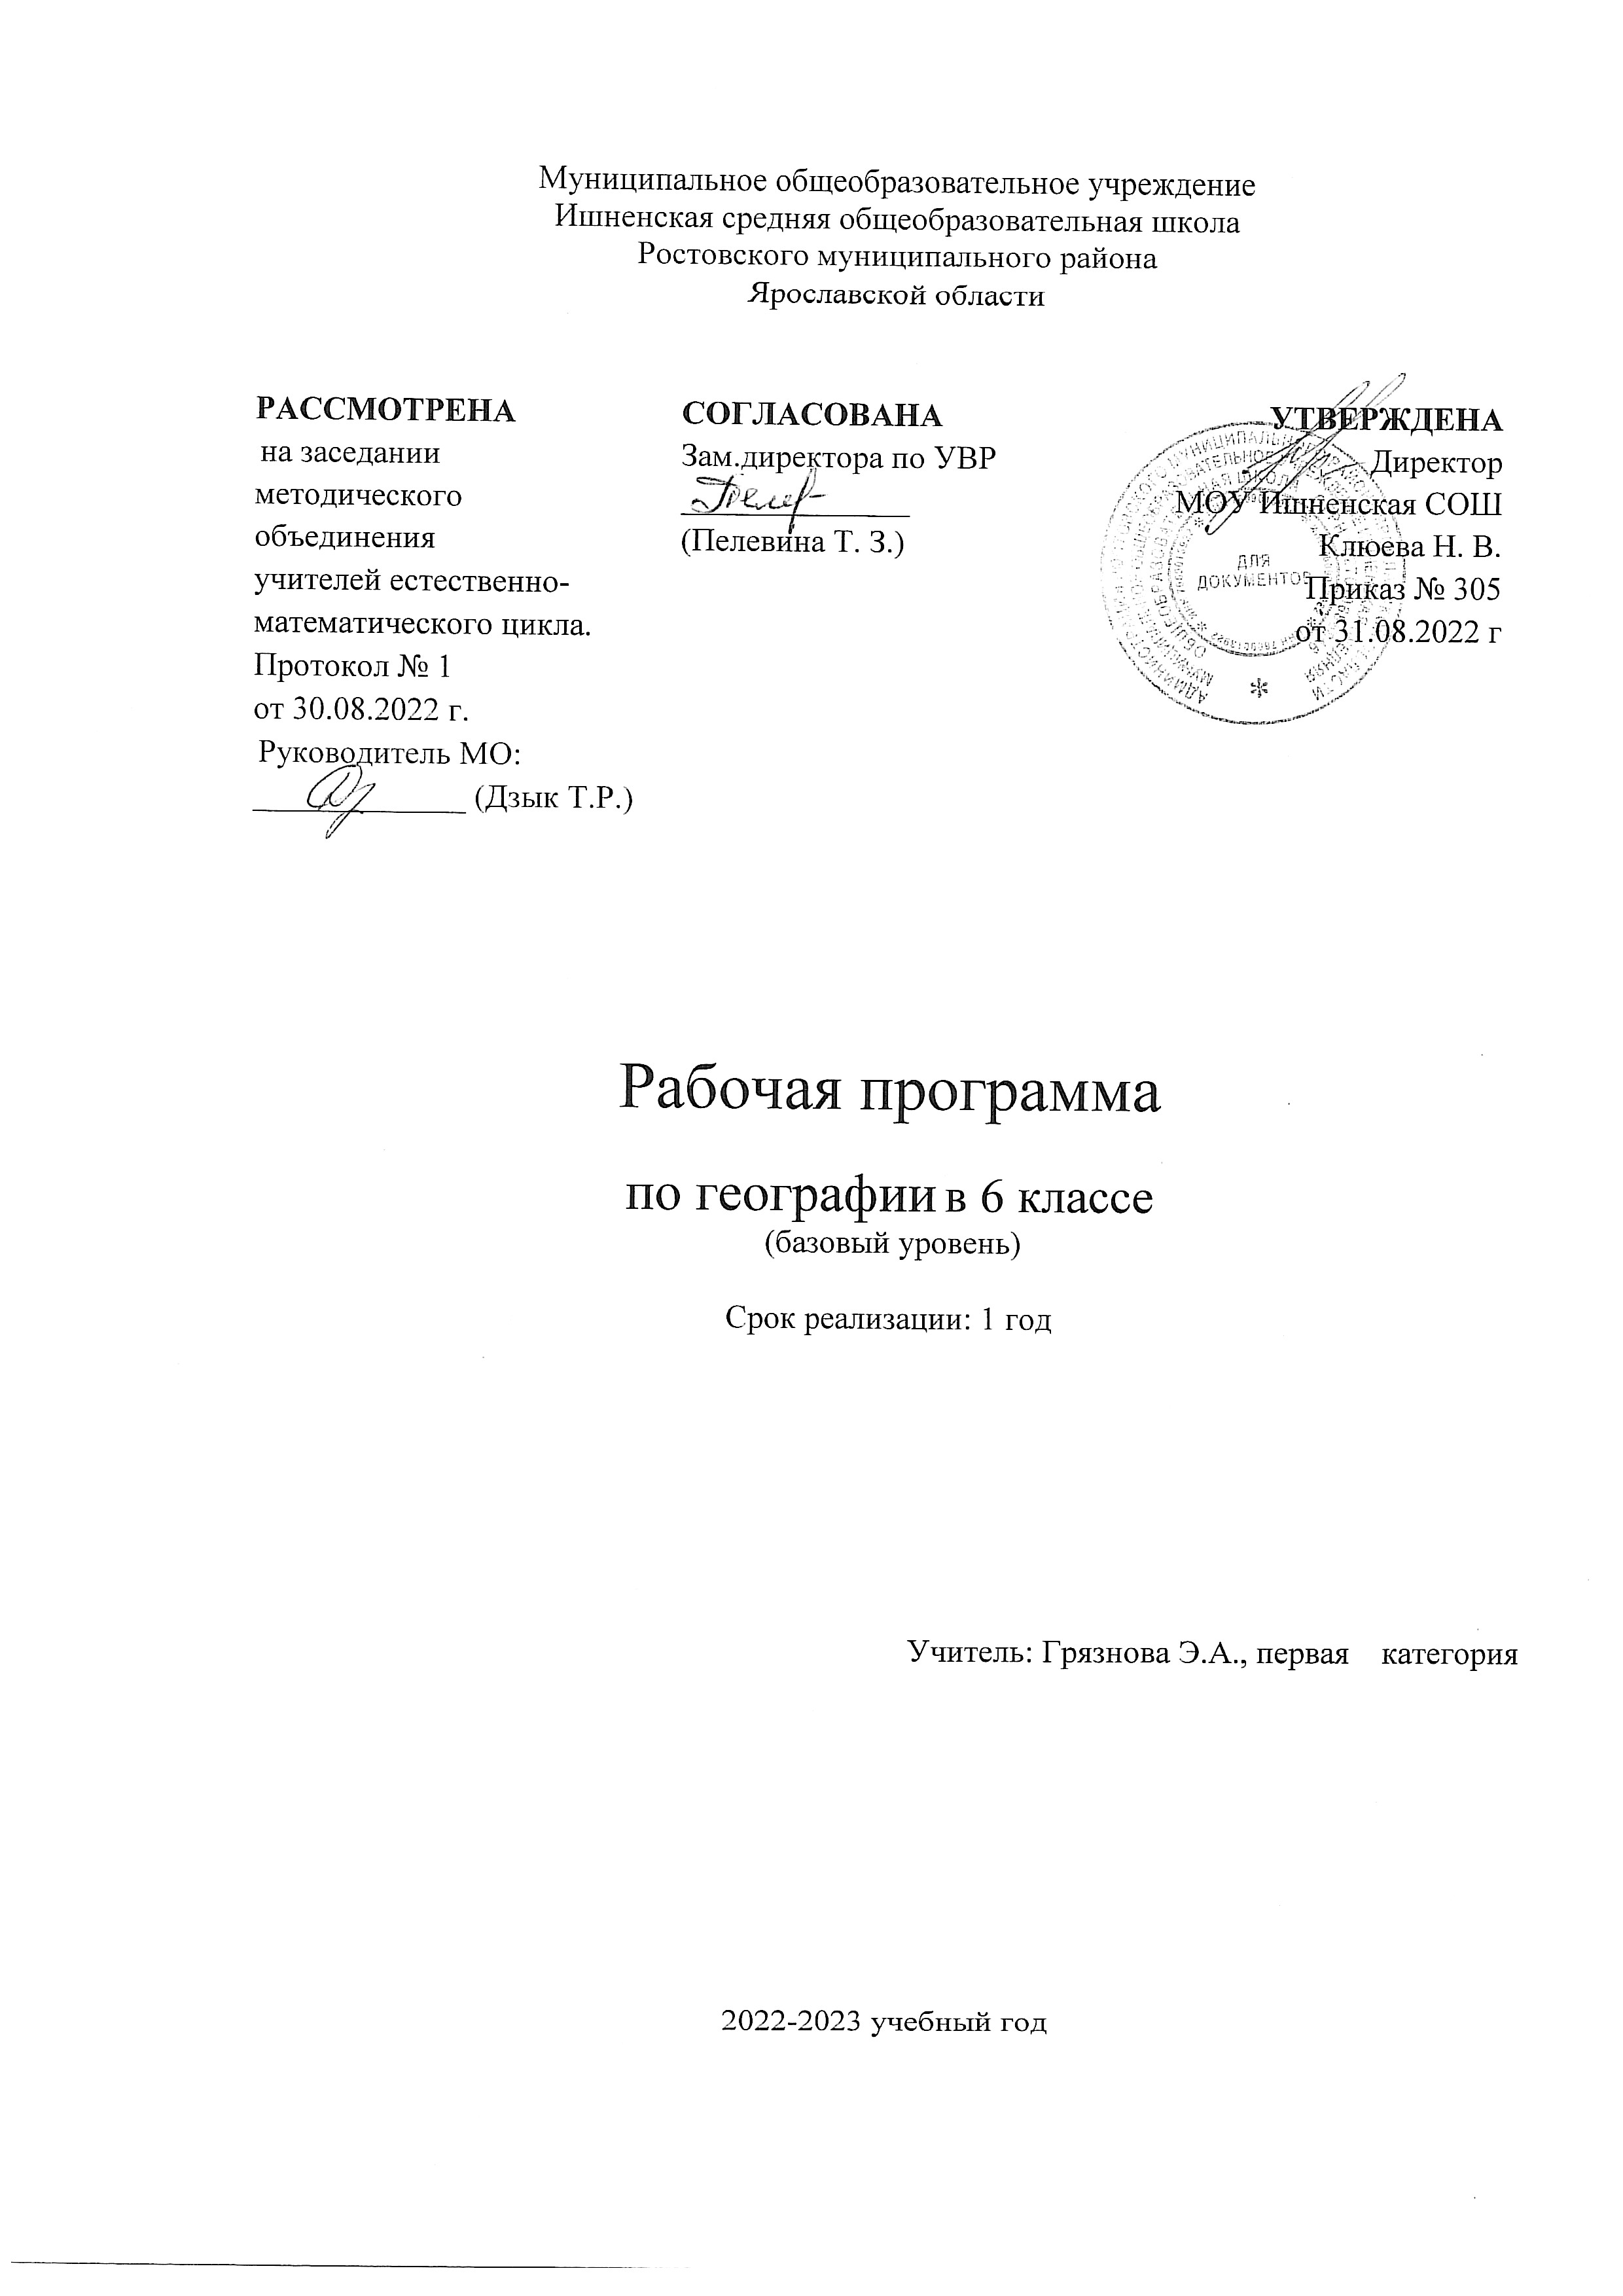 Муниципальное общеобразовательное учреждение
Ишненская средняя общеобразовательная школа
Ростовского муниципального района
Ярославской области
РАССМОТРЕНА
на заседании
методического
объединения
учителей естественно-
математического цикла.
Протокол № 1
от 30.08.2022 г.
Руководитель МО:
(Дзык Т.Р.)
СОГЛАСОВАНА
Зам.директора по УВР
(Пелевина Т. З.)
УТВЕРЖДЕНА
Директор
МОУ Ишненская СОШ
Клюева Н. В.
Приказ № 305
от 31.08.2022 г
ДЛЯ
ДОКУМЕНТОВ
Рабочая программа
по географии в 6 классе
(базовый уровень)
Срок реализации: 1 год
Учитель: Грязнова Э.А., первая категория
2022-2023 учебный год